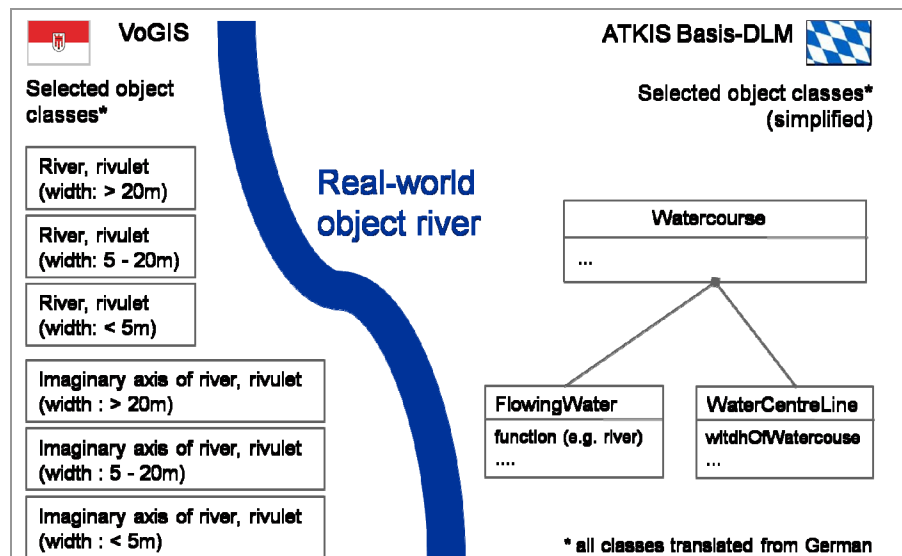 VoGIS
Selected object
classes*
River, rivulet
(width: > 20m)
River, rivulet
(width: 5 - 20m)
River, rivulet
(width: < 5m)
Imaginary axis of river, rivulet
(width : > 20m)
Imaginary axis of river, rivulet
(width : 5 - 20m)
Imaginary axis of river, rivulet
(width : < 5m)
Real-world
object river
ATKIS Basis-DLM
Selected object classes*
(simplified)
Watercourse
...
FlowingWater
function (e.g. river)
....
WaterCentreLine
witdhOfWatercouse
...
* all classes translated from German